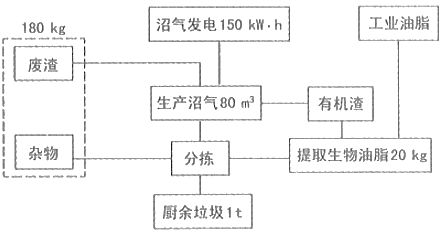 180 kg
沼气发电150 kW·h
工业油脂
废渣
生产沼气80 m³
有机渣
杂物
分拣
提取生物油脂20 kg
厨余垃圾1t